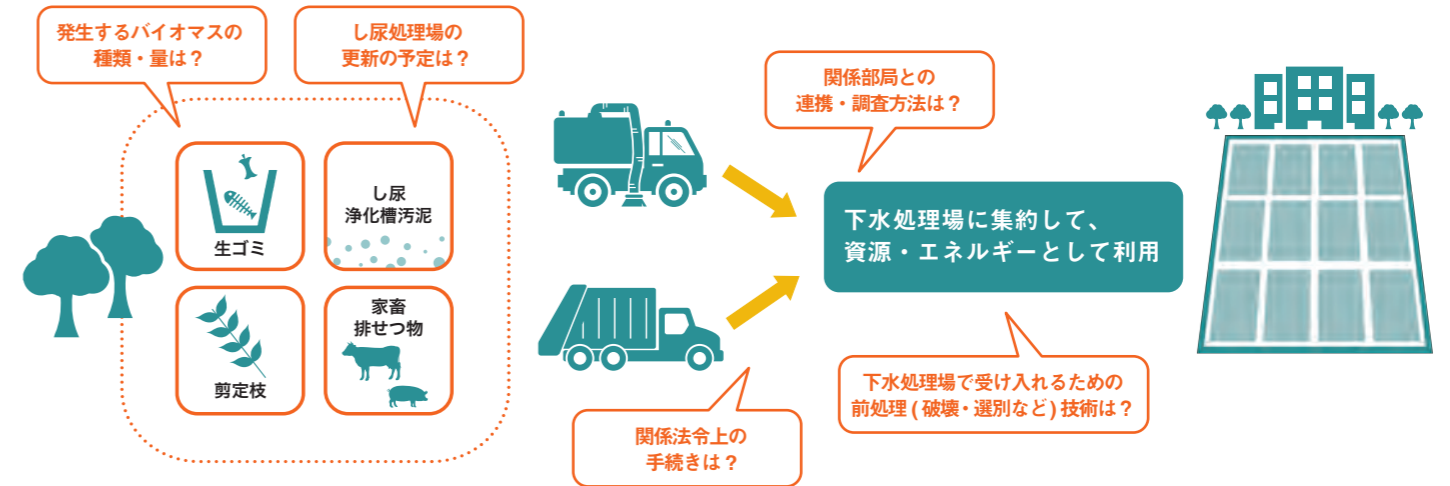 発生するバイオマスの
種類・量は？
し尿処理場の
更新の予定は？
関係部局との
連携・調査方法は？
生ゴミ
し尿
浄化槽汚泥
剪定枝
家畜
排せつ物
下水処理場に集約して、
資源・エネルギーとして利用
関係法令上の
手続きは？
下水処理場で受け入れるための
前処理(破壊・選別など)技術は？